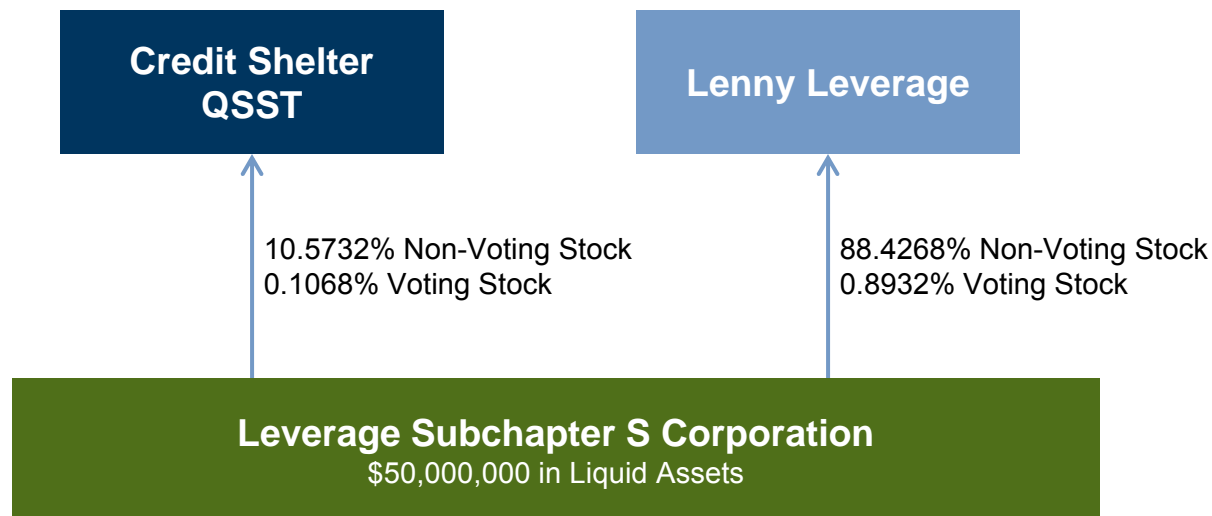 Credit Shelter
QSST
Lenny Leverage
10.5732% Non-Voting Stock
0.1068% Voting Stock
88.4268% Non-Voting Stock
0.8932% Voting Stock
Leverage Subchapter S Corporation
$50,000,000 in Liquid Assets